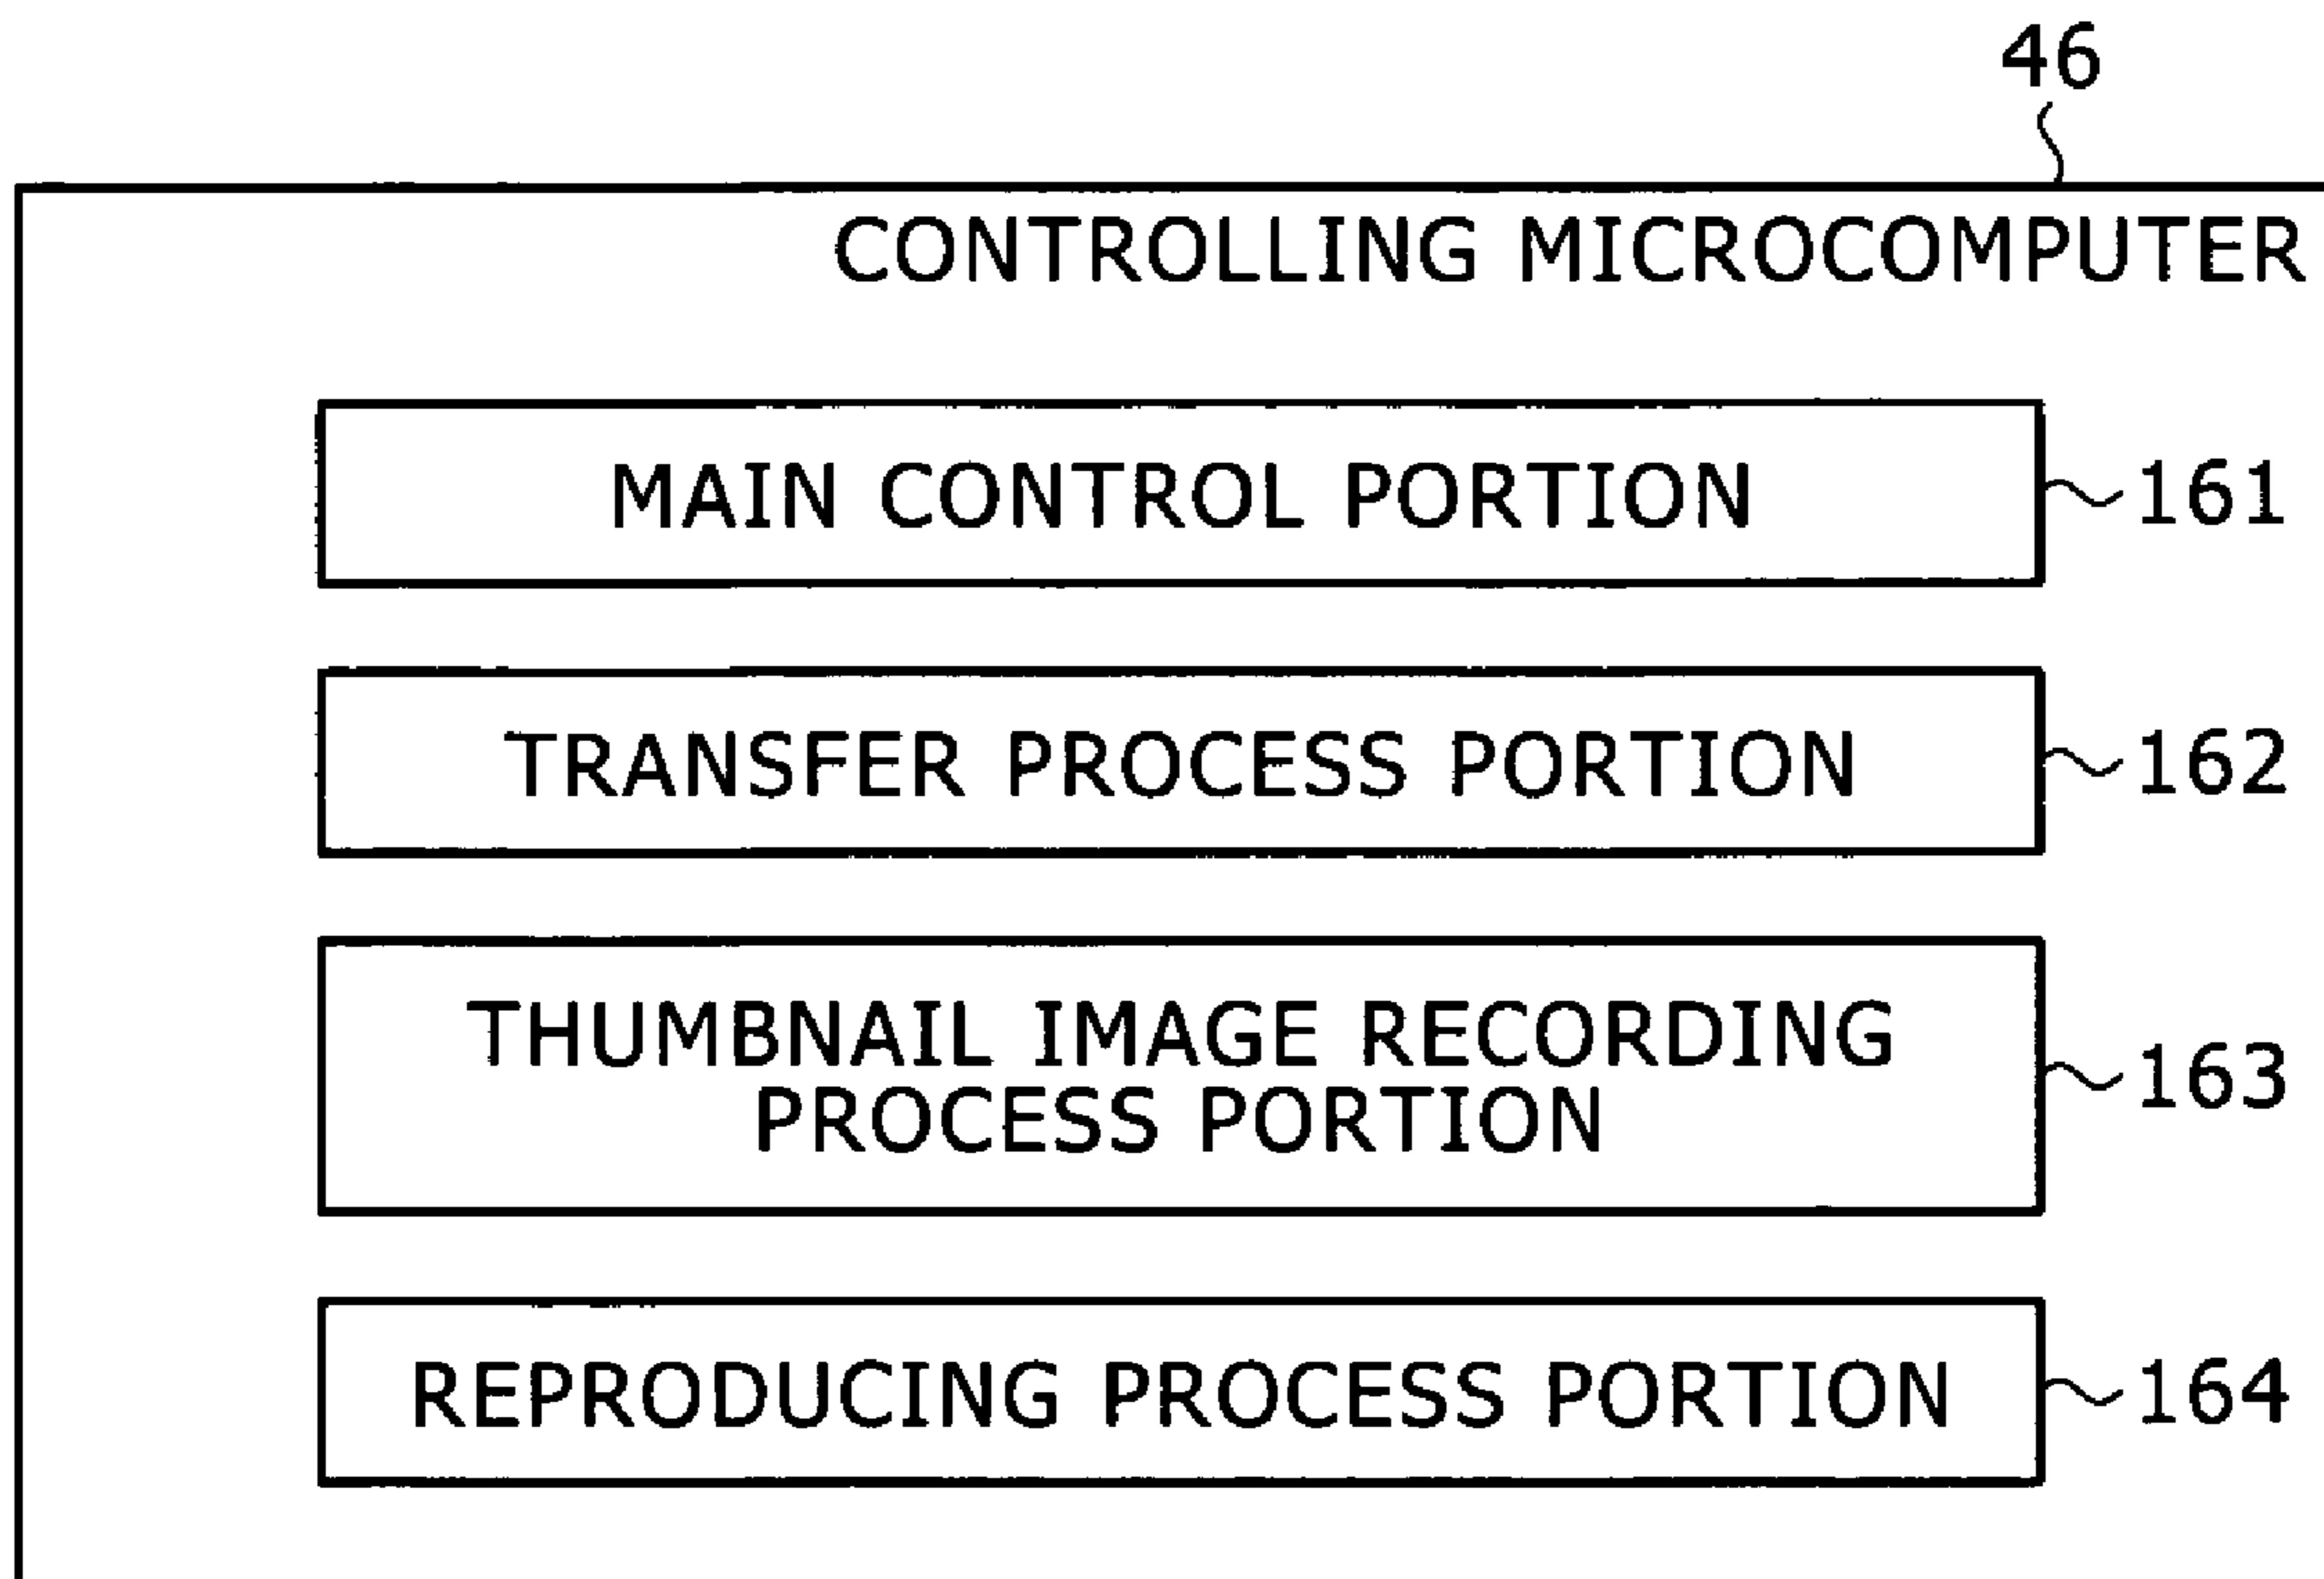 46
CONTROLLING MICROCOMPUTER
MAIN CONTROL PORTION
161
TRANSFER PROCESS PORTION
162
THUMBNAIL IMAGE RECORDING
PROCESS PORTION
163
REPRODUCING PROCESS PORTION
164